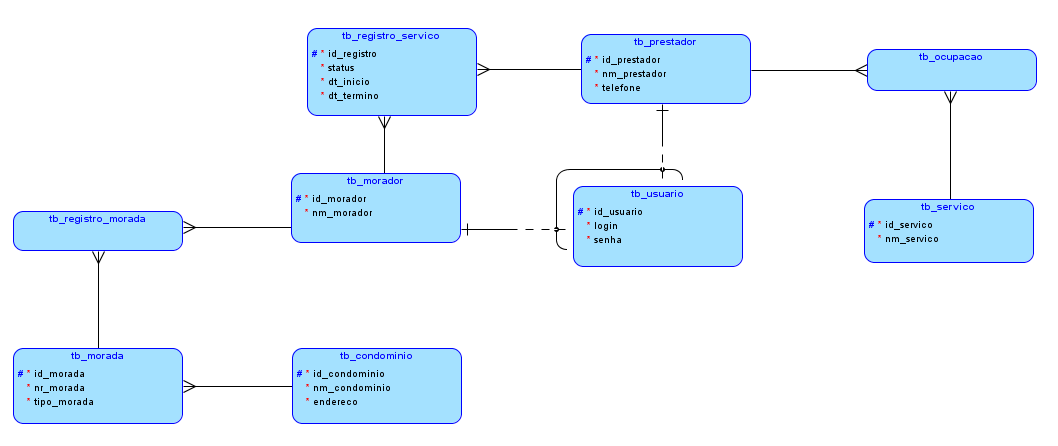 tb_registro_servico
# * id_registro
* status
* dt_inicio
* dt_termino
tb_prestador
# * id_prestador
* nm_prestador
* telefone
tb_ocupacao
tb_morador
# * id_morador
* nm_morador
tb_usuario
# * id_usuario
* login
* senha
tb_servico
# * id_servico
* nm_servico
tb_registro_morada
tb_morada
# * id_morada
* nr_morada
* tipo_morada
tb_condominio
# * id_condominio
* nm_condominio
* endereco